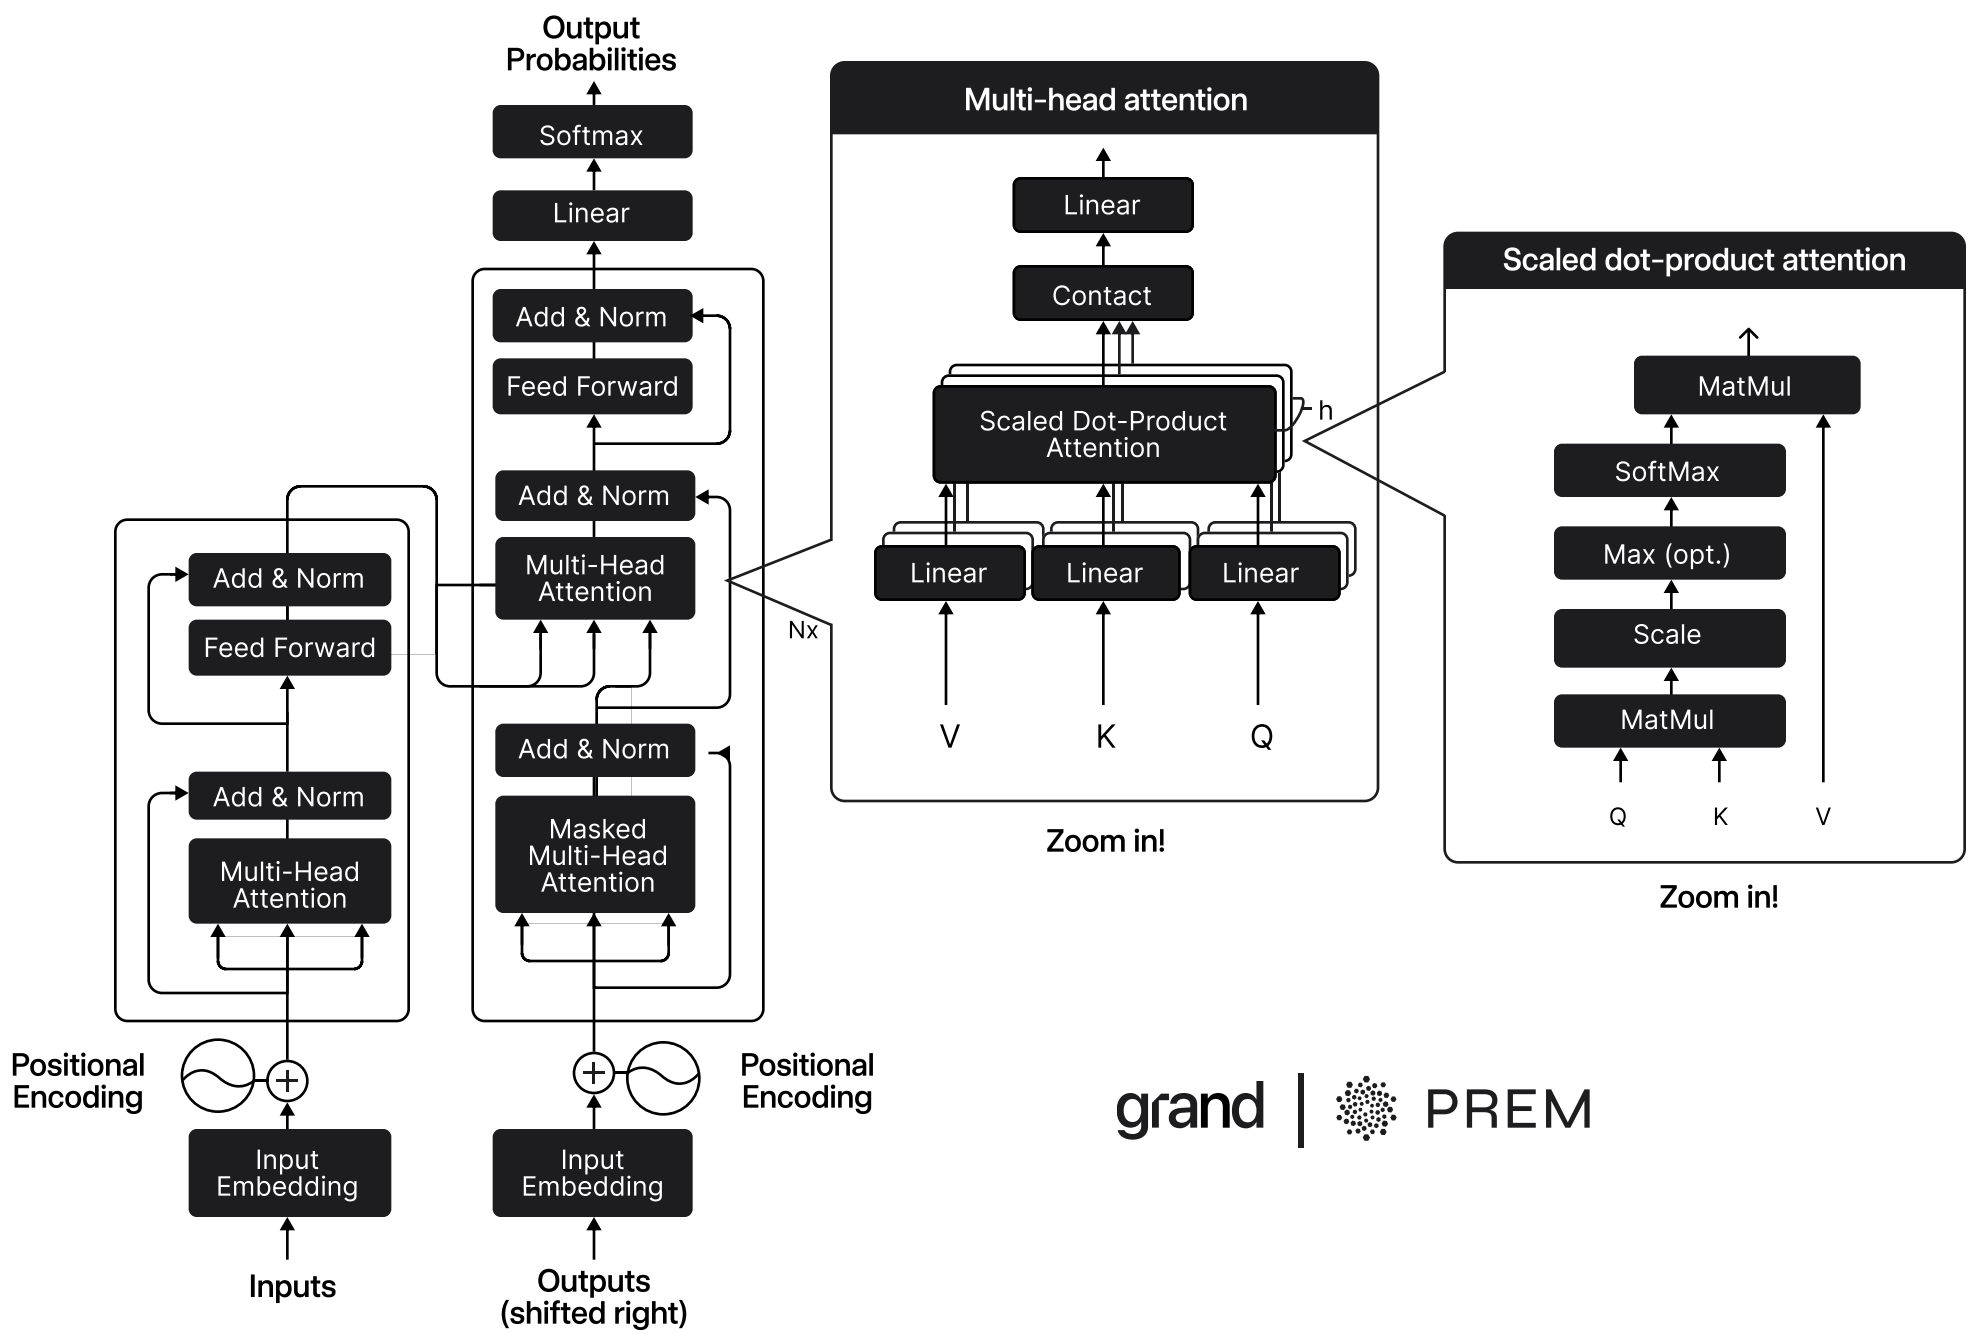 Output
Probabilities
Softmax
Linear
Add & Norm
Feed Forward
Add & Norm
Multi-Head
Attention
Nx
Add & Norm
Masked
Multi-Head
Attention
Add & Norm
Feed Forward
Add & Norm
Multi-Head
Attention
Positional
Encoding
Positional
Encoding
Input
Embedding
Input
Embedding
Inputs
Outputs
(shifted right)
Multi-head attention
Linear
Contact
Scaled Dot-Product
Attention
h
Linear
Linear
Linear
V
K
Q
Zoom in!
Scaled dot-product attention
MatMul
SoftMax
Max (opt.)
Scale
MatMul
Q
K
V
Zoom in!
grand
PREM